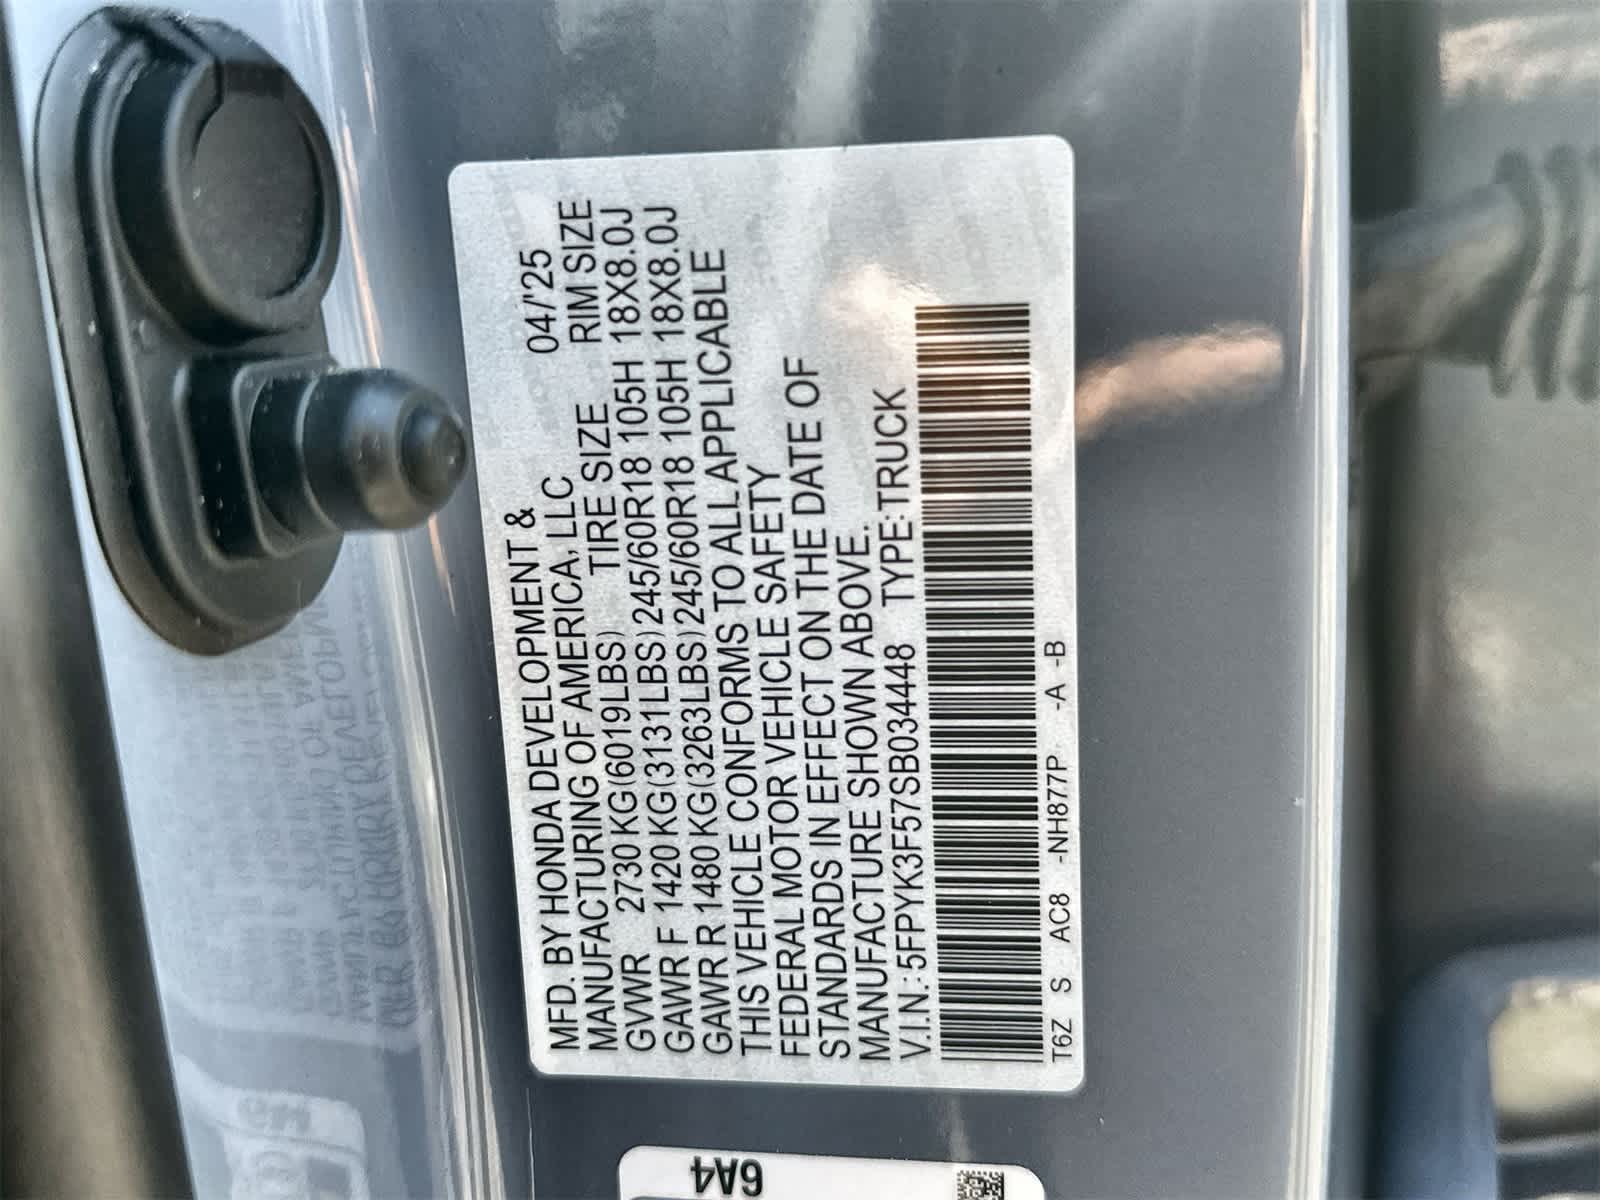 MFD. BY HONDA DEVELOPMENT & 04/'25
MANUFACTURING OF AMERICA, LLC
TIRE SIZE RIM SIZE
GVWR 2730 KG(6019LBS)
GAWR F 1420 KG(3131LBS) 245/60R18 105H 18X8.0J
GAWR R 1480 KG(3263LBS) 245/60R18 105H 18X8.0J
THIS VEHICLE CONFORMS TO ALL APPLICABLE
FEDERAL MOTOR VEHICLE SAFETY
STANDARDS IN EFFECT ON THE DATE OF
MANUFACTURE SHOWN ABOVE.
V.I.N.: 5FPYK3F57SB034448 TYPE: TRUCK
T6Z S AC8 -NH877P -A -B
6A4